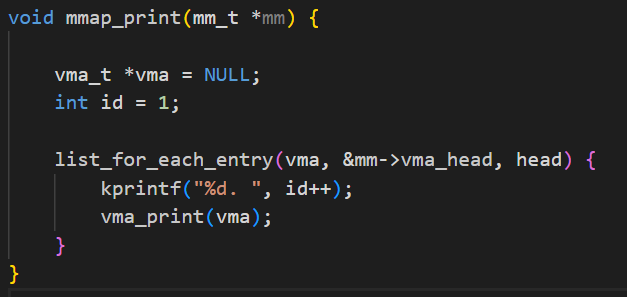 void mmap_print(mm_t *mm) {
vma_t *vma = NULL;
int id = 1;
list_for_each_entry(vma, &mm->vma_head, head) {
kprintf("%d. ", id++);
vma_print(vma);
}
}